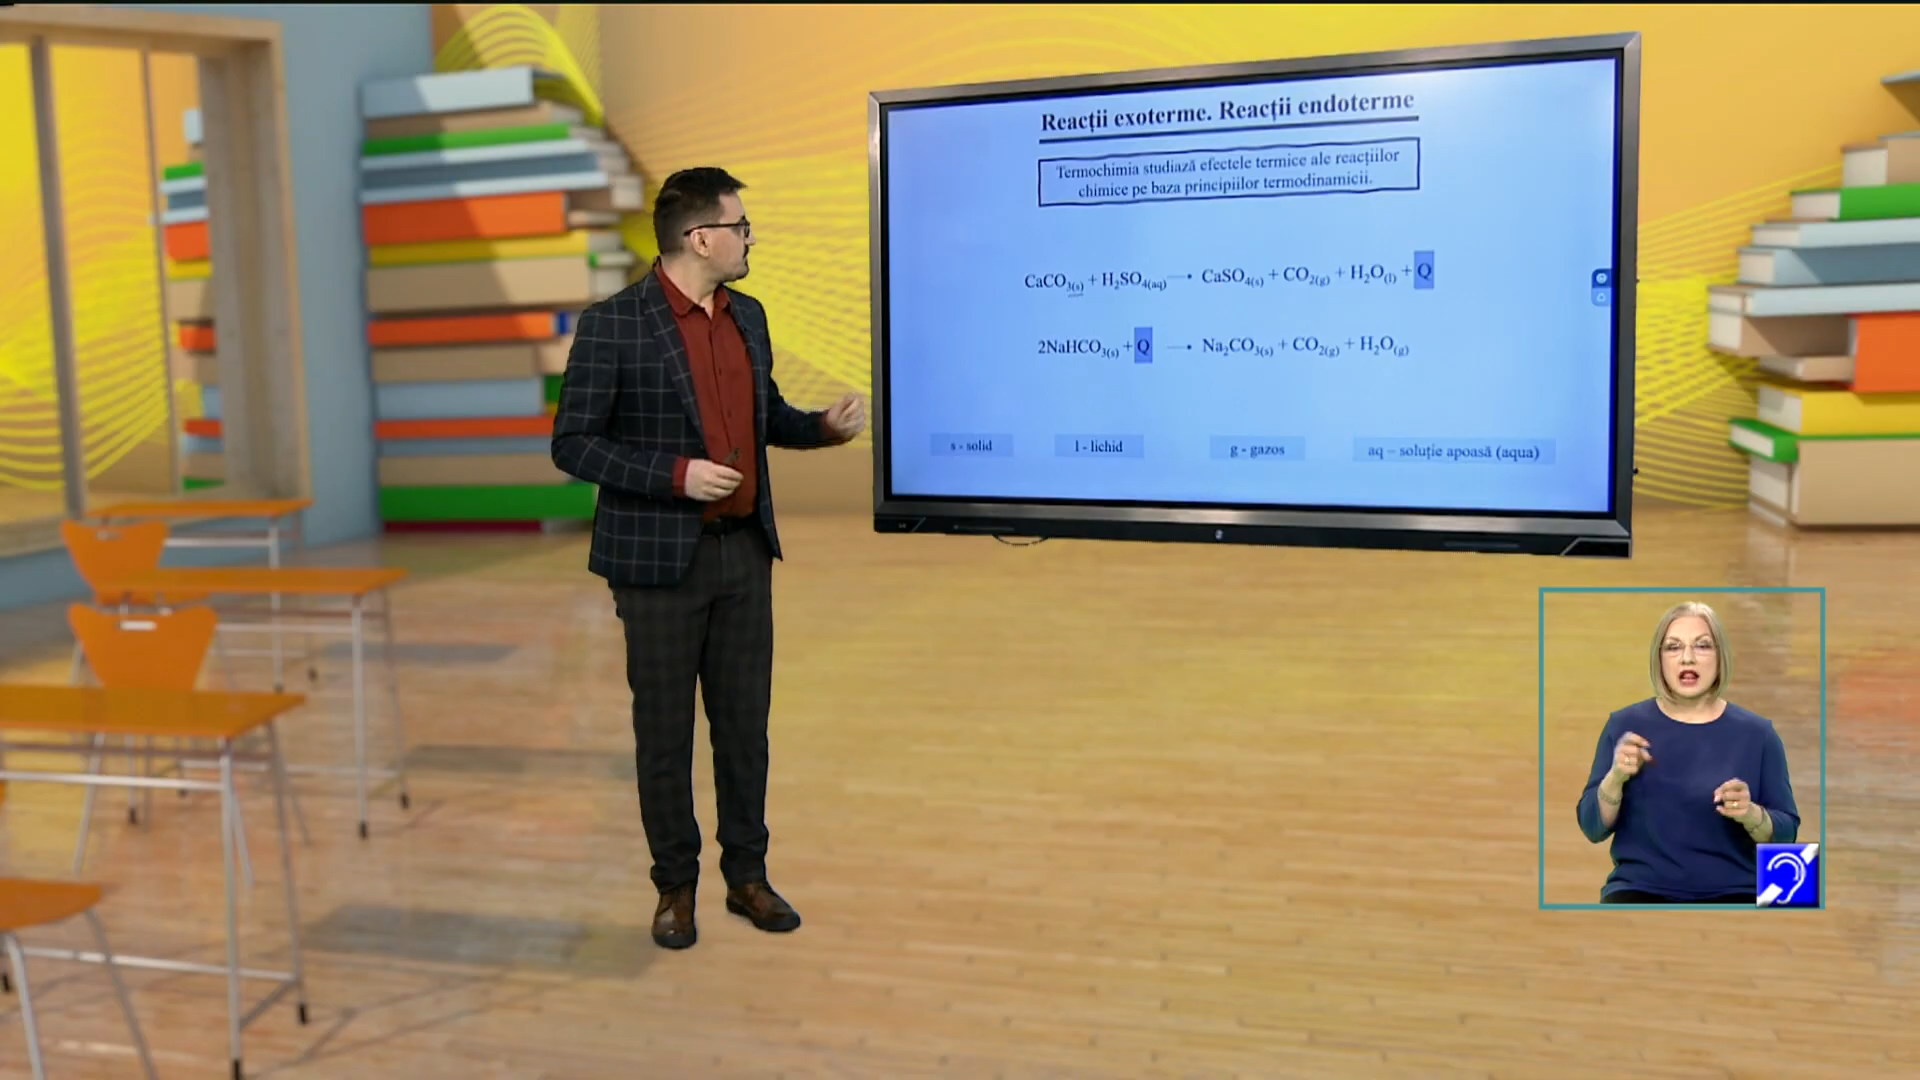 Reacții exoterme. Reacții endoterme
Termochimia studiază efectele termice ale reacțiilor
chimice pe baza principiilor termodinamicii.
CaCO₃₍ₛ₎ + H₂SO₄₍aq₎ → CaSO₄₍ₛ₎ + CO₂₍g₎ + H₂O₍l₎ + Q
2NaHCO₃₍ₛ₎ + Q → Na₂CO₃₍ₛ₎ + CO₂₍g₎ + H₂O₍g₎
s - solid
l - lichid
g - gazos
aq – soluție apoasă (aqua)